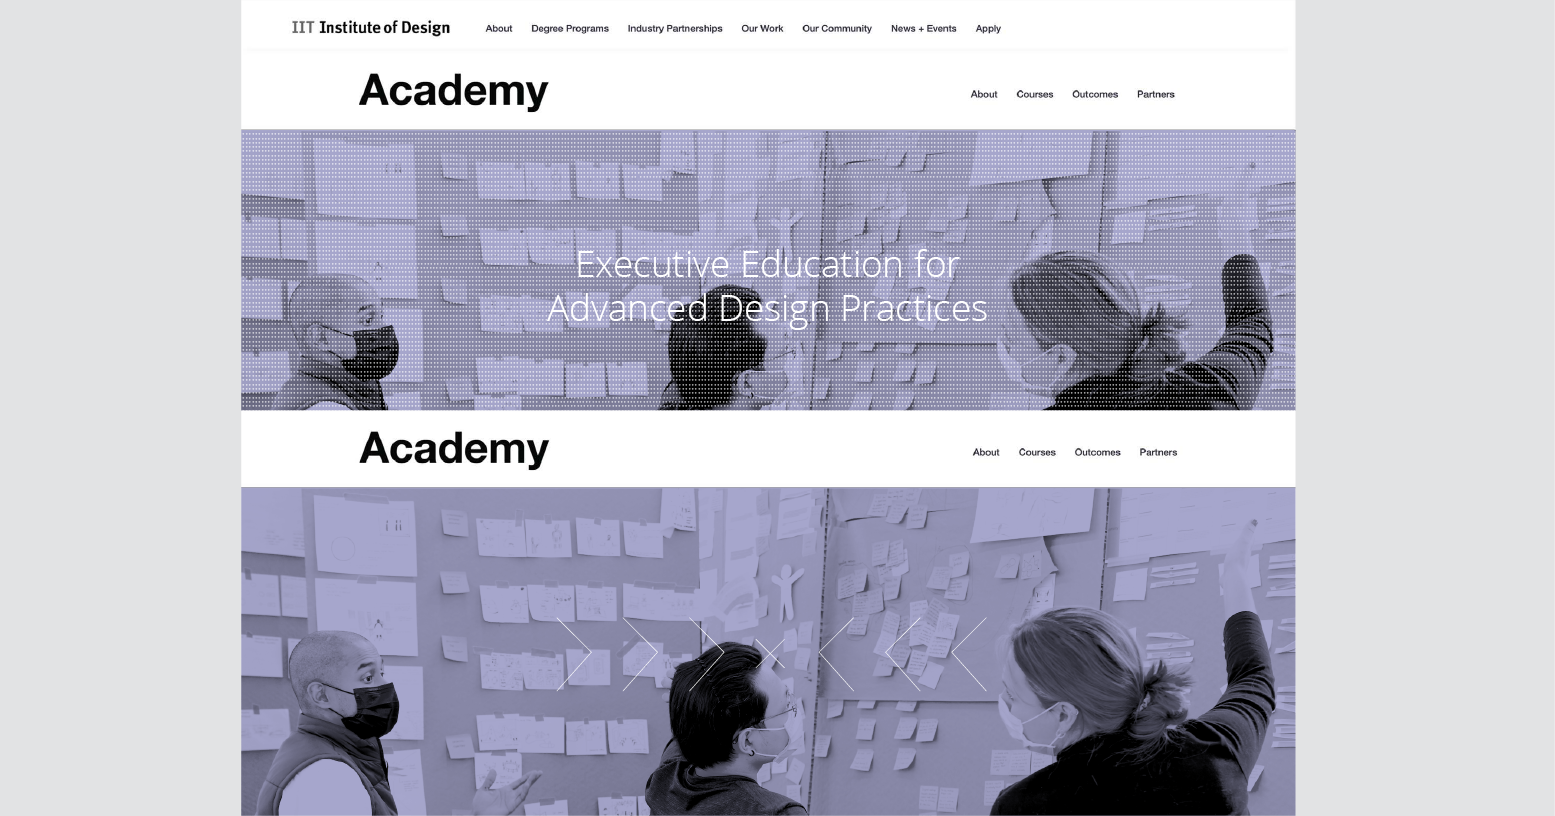 IIT Institute of Design
About Degree Programs Industry Partnerships Our Work Our Community News + Events Apply
Academy
About Courses Outcomes Partners
Executive Education for
Advanced Design Practices
Academy
About Courses Outcomes Partners